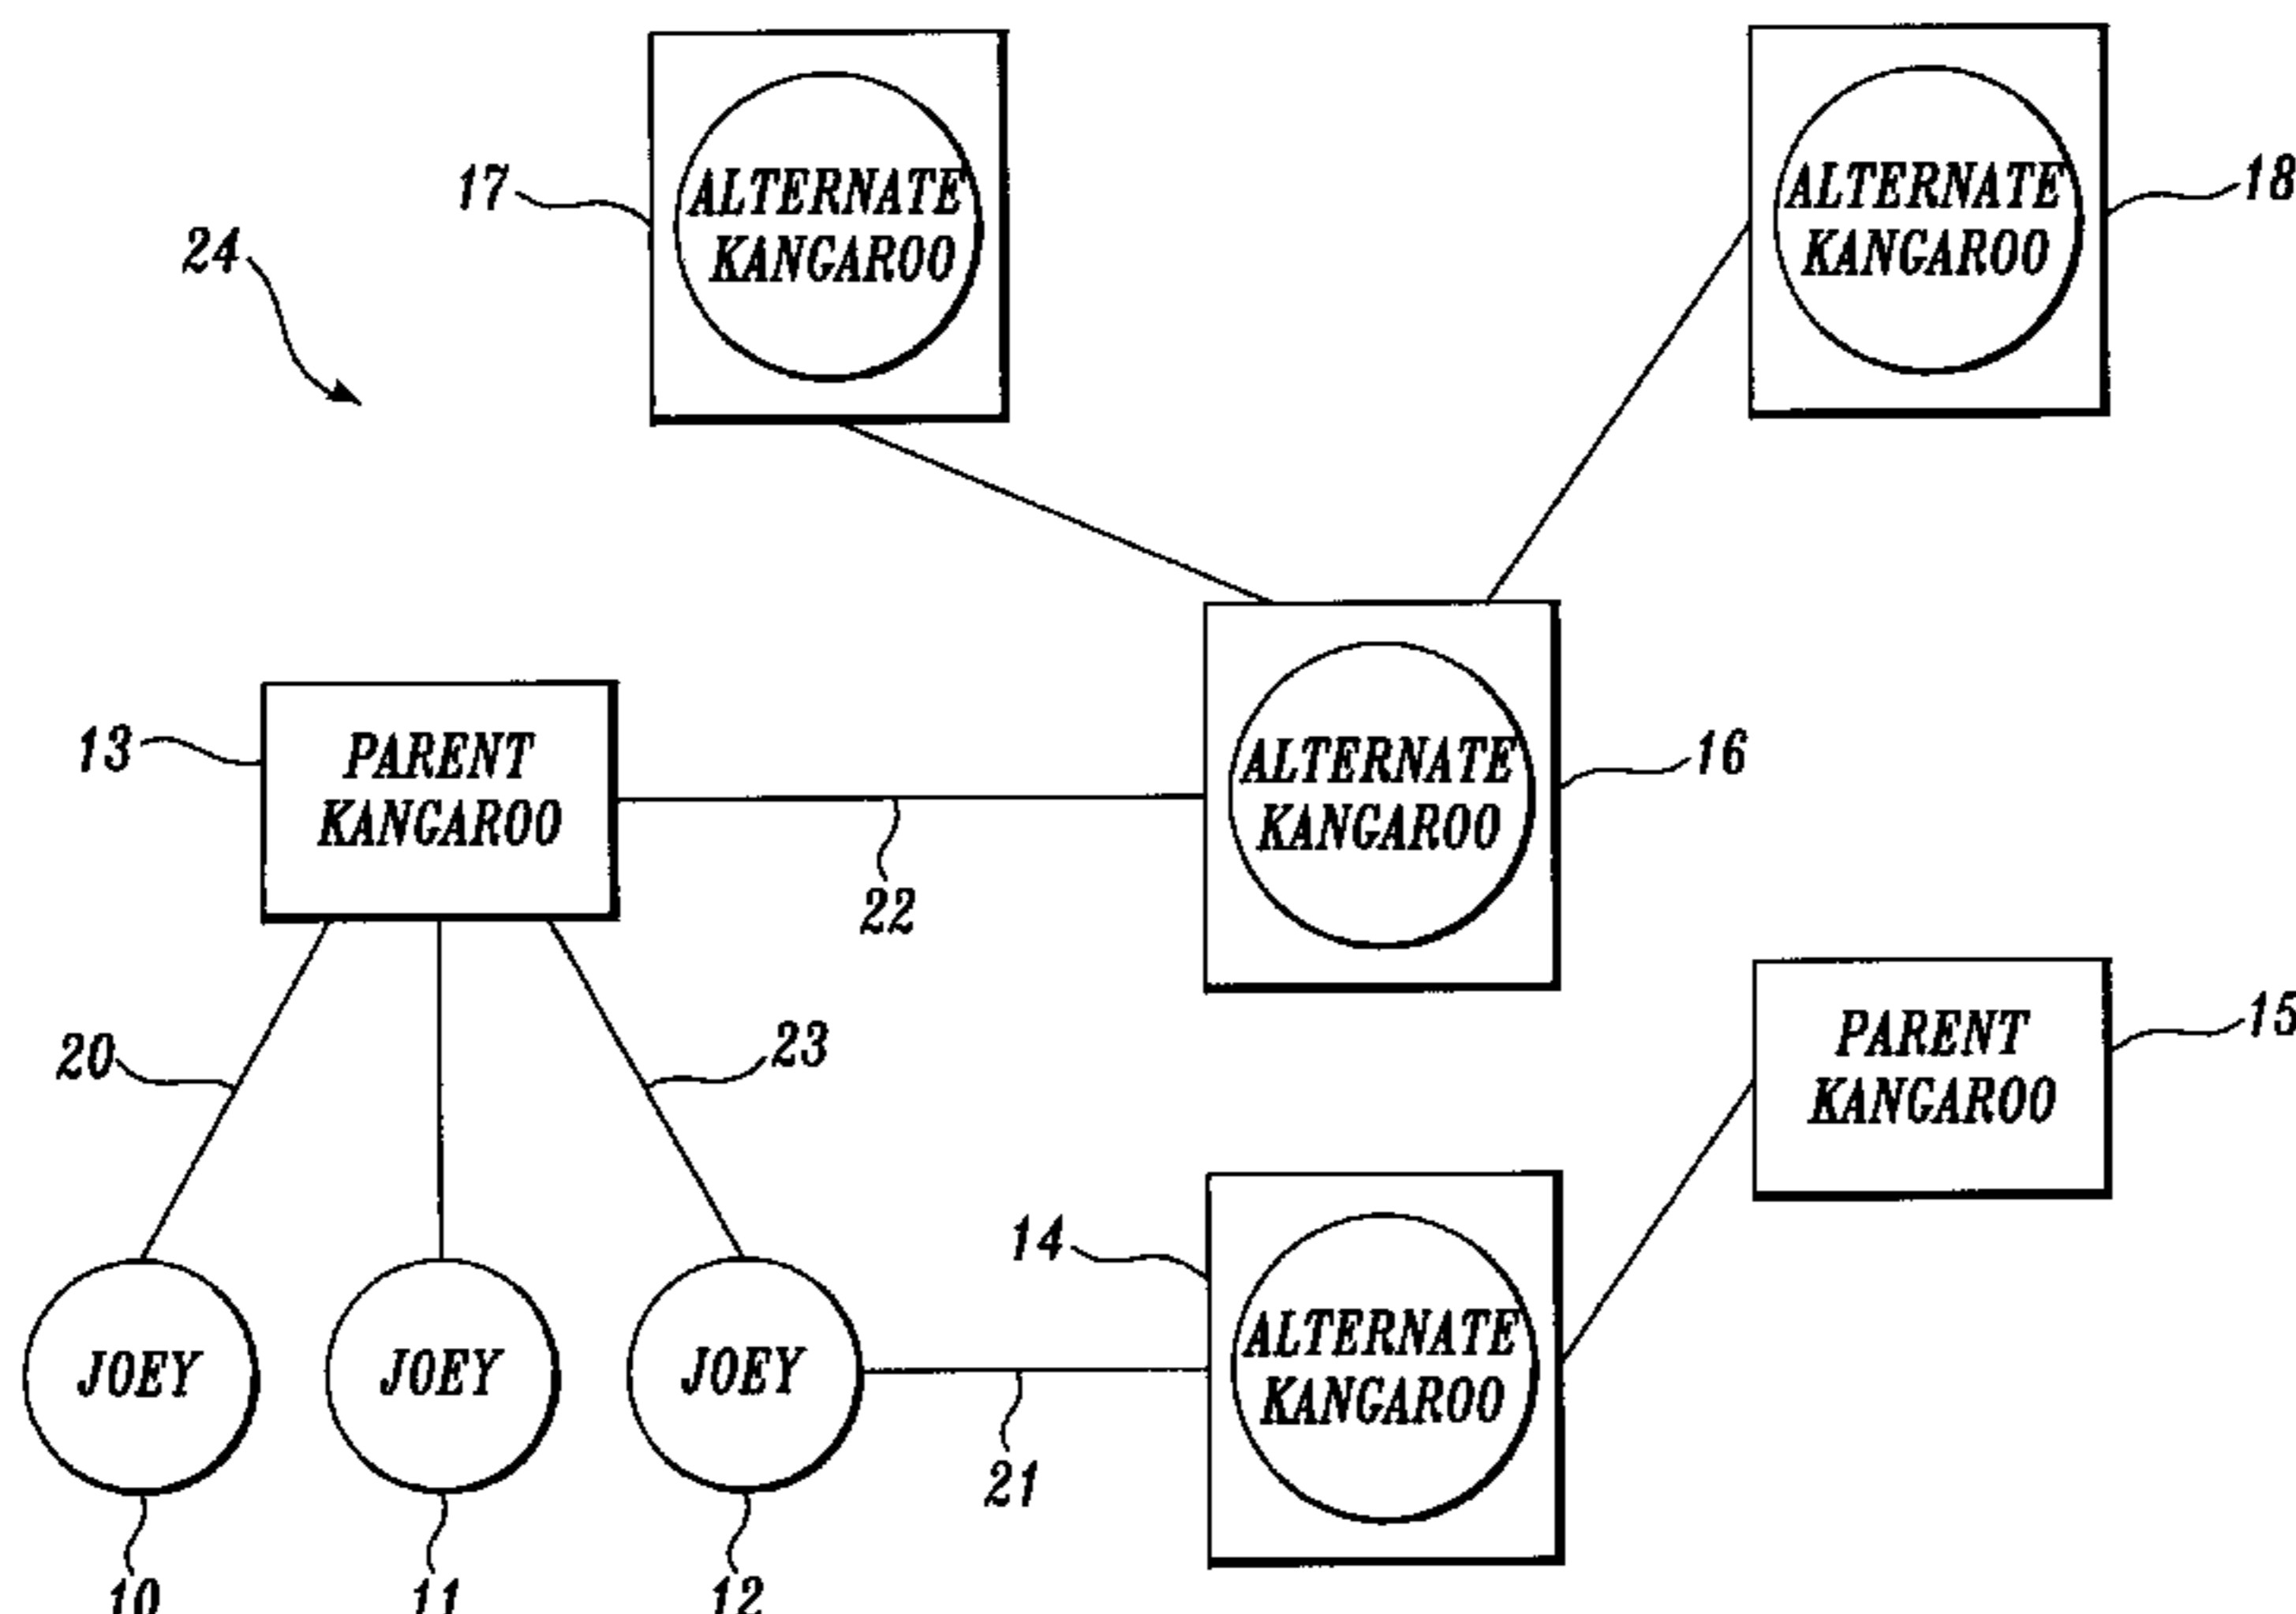 17
ALTERNATE
KANGAROO
ALTERNATE
KANGAROO
18
24
13
PARENT
KANGAROO
22
ALTERNATE
KANGAROO
16
20
23
PARENT
KANGAROO
15
14
ALTERNATE
KANGAROO
JOEY
JOEY
JOEY
21
10
11
12